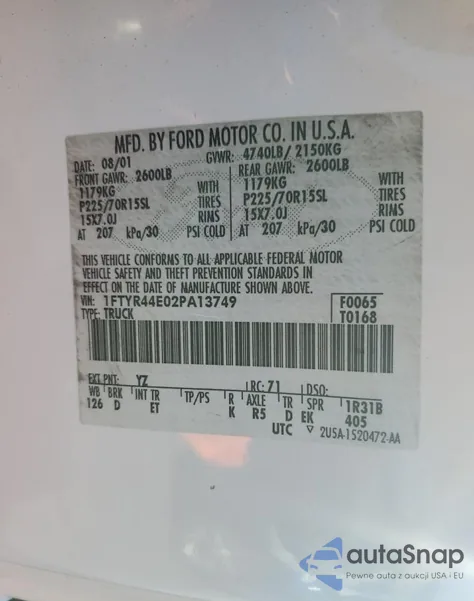 MFD. BY FORD MOTOR CO. IN U.S.A.
DATE: 08/01 GVWR: 4740LB/ 2150KG
FRONT GAWR: 2600LB REAR GAWR: 2600LB
1179KG WITH 1179KG WITH
P225/70R15SL TIRES P225/70R15SL TIRES
15X7.0J RIMS 15X7.0J RIMS
AT 207 kPa/30 PSI COLD AT 207 kPa/30 PSI COLD
THIS VEHICLE CONFORMS TO ALL APPLICABLE FEDERAL MOTOR
VEHICLE SAFETY AND THEFT PREVENTION STANDARDS IN
EFFECT ON THE DATE OF MANUFACTURE SHOWN ABOVE.
VIN: 1FTYR44E02PA13749 F0065
TYPE: TRUCK T0168
EXT PNT: YZ RC: 71 DSO:
WB BRK INT TR TP/PS R AXLE TR SPR 1R31B
126 D ET K R5 D EK 405
UTC ▽ 2U5A-1520472-AA
autaSnap
Pewne auta z aukcji USA i EU